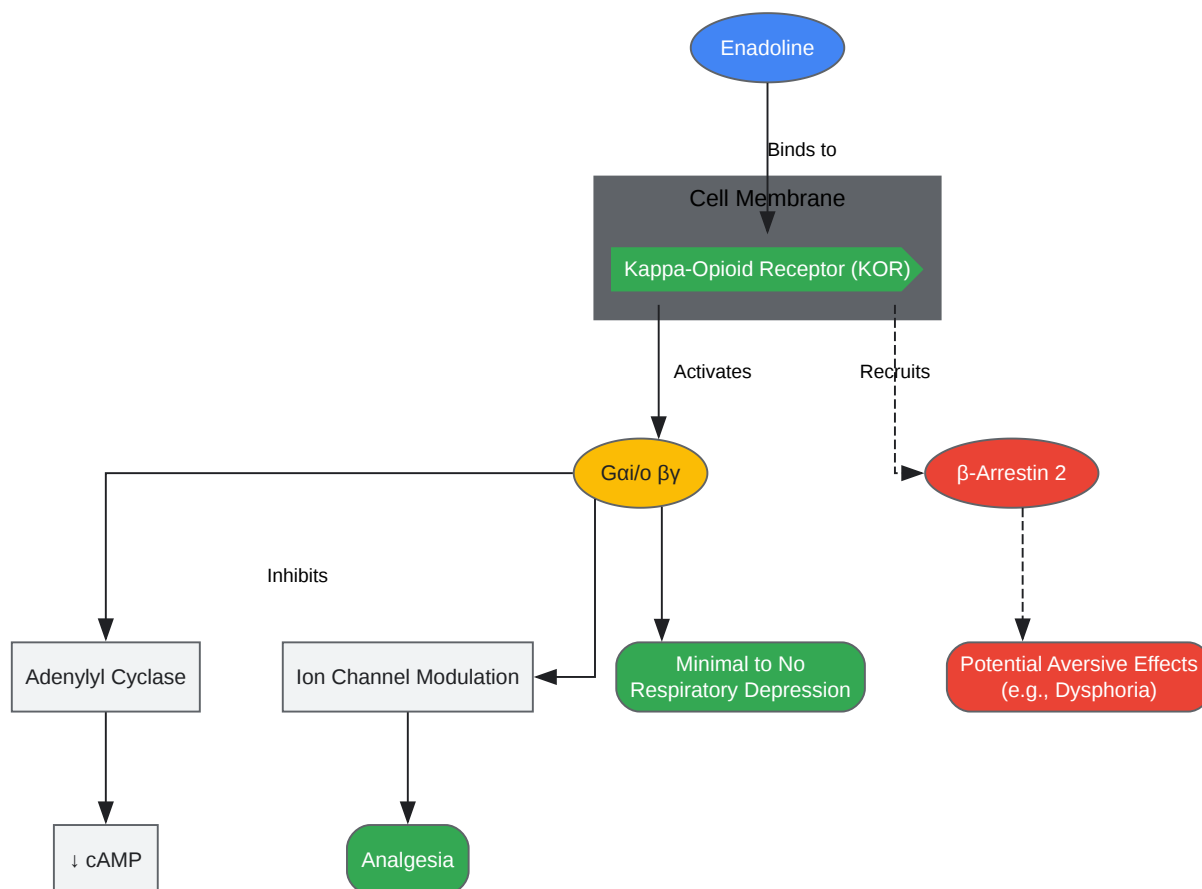 Enadoline
Binds to
Cell Membrane
Kappa-Opioid Receptor (KOR)
Activates
Recruits
Gαi/o βγ
β-Arrestin 2
Inhibits
Adenylyl Cyclase
Ion Channel Modulation
Minimal to No
Respiratory Depression
Potential Aversive Effects
(e.g., Dysphoria)
↓ cAMP
Analgesia